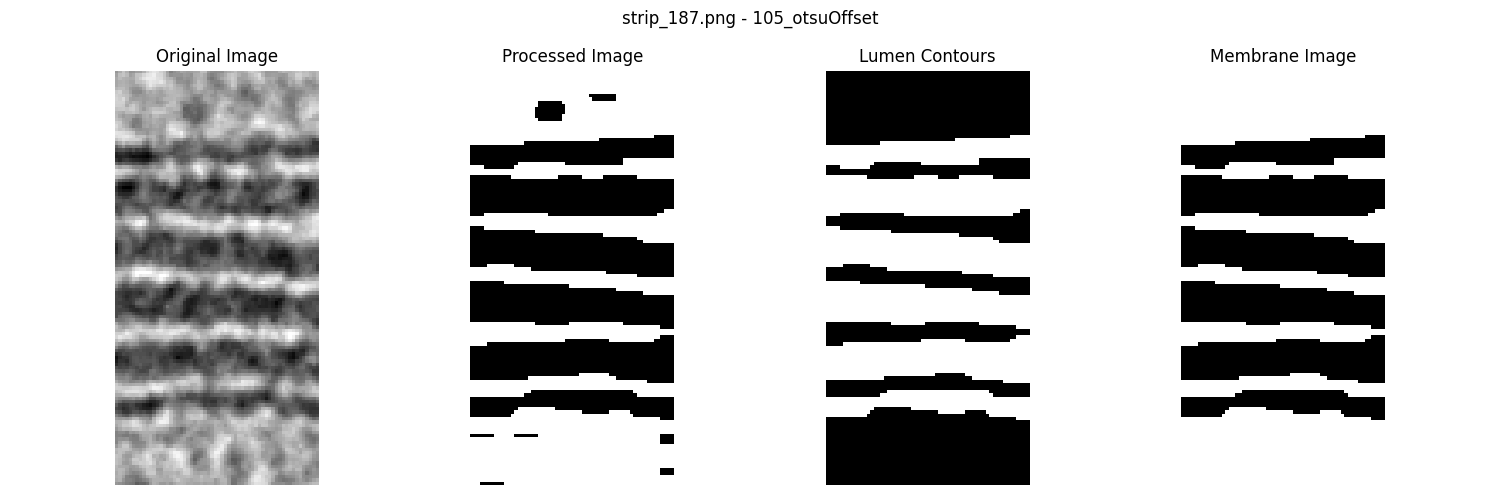 strip_187.png - 105_otsuOffset
Original Image
Processed Image
Lumen Contours
Membrane Image